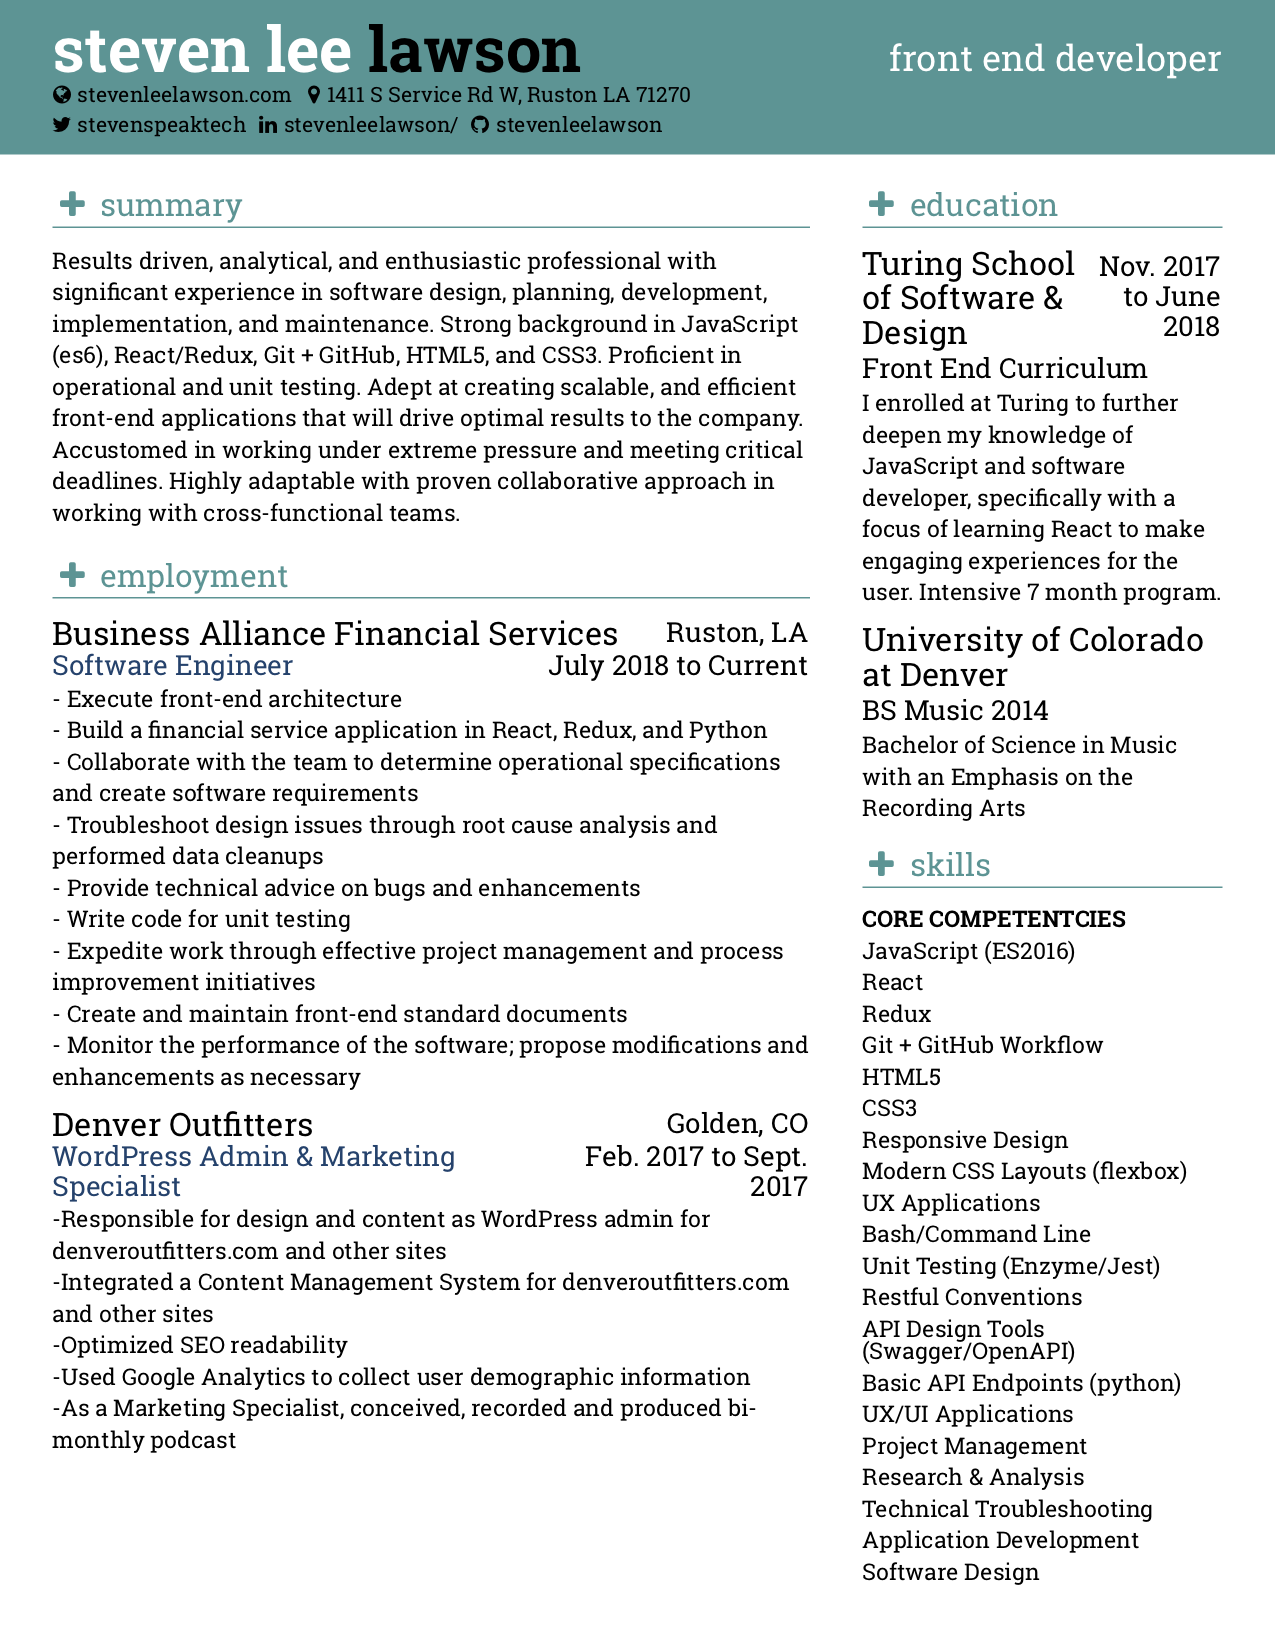 steven lee lawson
front end developer
stevenleelawson.com 1411 S Service Rd W, Ruston LA 71270
stevenspeaktech stevenleelawson/ stevenleelawson
summary
Results driven, analytical, and enthusiastic professional with
significant experience in software design, planning, development,
implementation, and maintenance. Strong background in JavaScript
(es6), React/Redux, Git + GitHub, HTML5, and CSS3. Proficient in
operational and unit testing. Adept at creating scalable, and efficient
front-end applications that will drive optimal results to the company.
Accustomed in working under extreme pressure and meeting critical
deadlines. Highly adaptable with proven collaborative approach in
working with cross-functional teams.
employment
Business Alliance Financial Services Ruston, LA
Software Engineer July 2018 to Current
- Execute front-end architecture
- Build a financial service application in React, Redux, and Python
- Collaborate with the team to determine operational specifications
and create software requirements
- Troubleshoot design issues through root cause analysis and
performed data cleanups
- Provide technical advice on bugs and enhancements
- Write code for unit testing
- Expedite work through effective project management and process
improvement initiatives
- Create and maintain front-end standard documents
- Monitor the performance of the software; propose modifications and
enhancements as necessary
Denver Outfitters Golden, CO
WordPress Admin & Marketing Feb. 2017 to Sept.
Specialist 2017
-Responsible for design and content as WordPress admin for
denveroutfitters.com and other sites
-Integrated a Content Management System for denveroutfitters.com
and other sites
-Optimized SEO readability
-Used Google Analytics to collect user demographic information
-As a Marketing Specialist, conceived, recorded and produced bi-
monthly podcast
education
Turing School Nov. 2017
of Software & to June
Design 2018
Front End Curriculum
I enrolled at Turing to further
deepen my knowledge of
JavaScript and software
developer, specifically with a
focus of learning React to make
engaging experiences for the
user. Intensive 7 month program.
University of Colorado
at Denver
BS Music 2014
Bachelor of Science in Music
with an Emphasis on the
Recording Arts
skills
CORE COMPETENTCIES
JavaScript (ES2016)
React
Redux
Git + GitHub Workflow
HTML5
CSS3
Responsive Design
Modern CSS Layouts (flexbox)
UX Applications
Bash/Command Line
Unit Testing (Enzyme/Jest)
Restful Conventions
API Design Tools
(Swagger/OpenAPI)
Basic API Endpoints (python)
UX/UI Applications
Project Management
Research & Analysis
Technical Troubleshooting
Application Development
Software Design